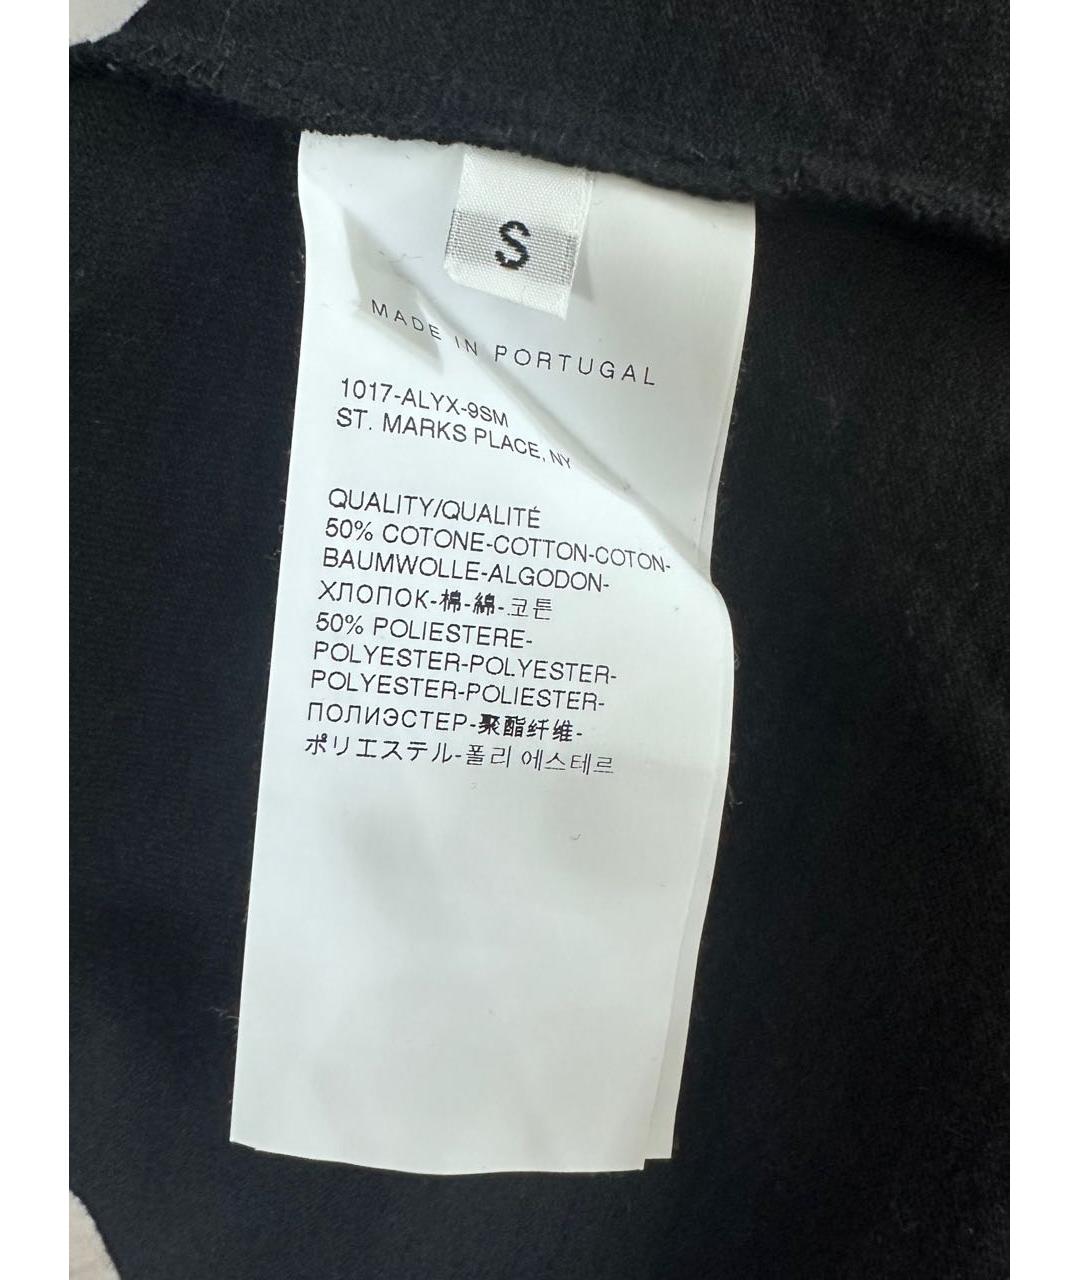 S
MADE IN PORTUGAL
1017-ALYX-9SM
ST. MARKS PLACE, NY
QUALITY/QUALITÉ
50% COTONE-COTTON-COTON-
BAUMWOLLE-ALGODON-
ХЛОПОК-棉-綿-코튼
50% POLIESTERE-
POLYESTER-POLYESTER-
POLYESTER-POLIESTER-
ПОЛИЭСТЕР-聚酯纤维-
ポリエステル-폴리 에스테르